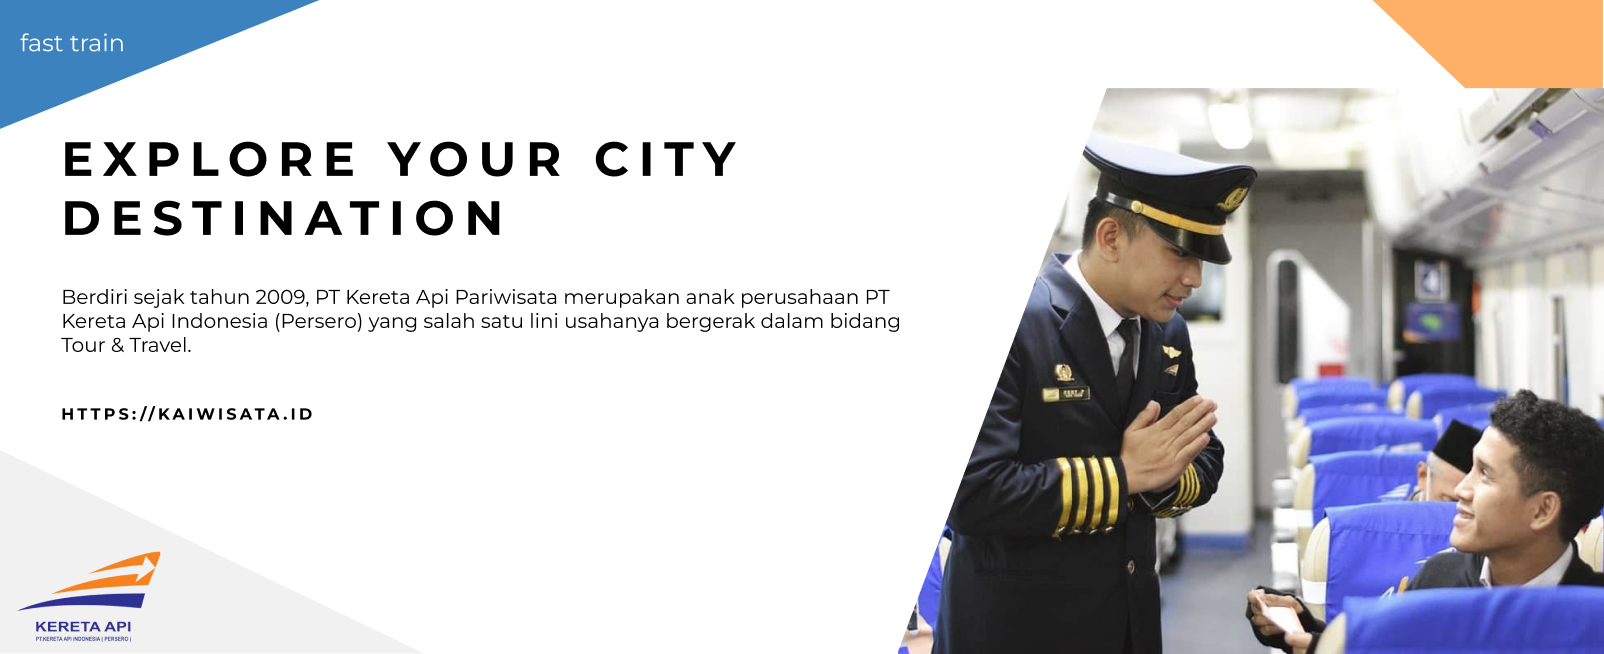 fast train
EXPLORE YOUR CITY
DESTINATION
Berdiri sejak tahun 2009, PT Kereta Api Pariwisata merupakan anak perusahaan PT
Kereta Api Indonesia (Persero) yang salah satu lini usahanya bergerak dalam bidang
Tour & Travel.
HTTPS://KAIWISATA.ID
KERETA API
PT.KERETA API INDONESIA ( PERSERO )